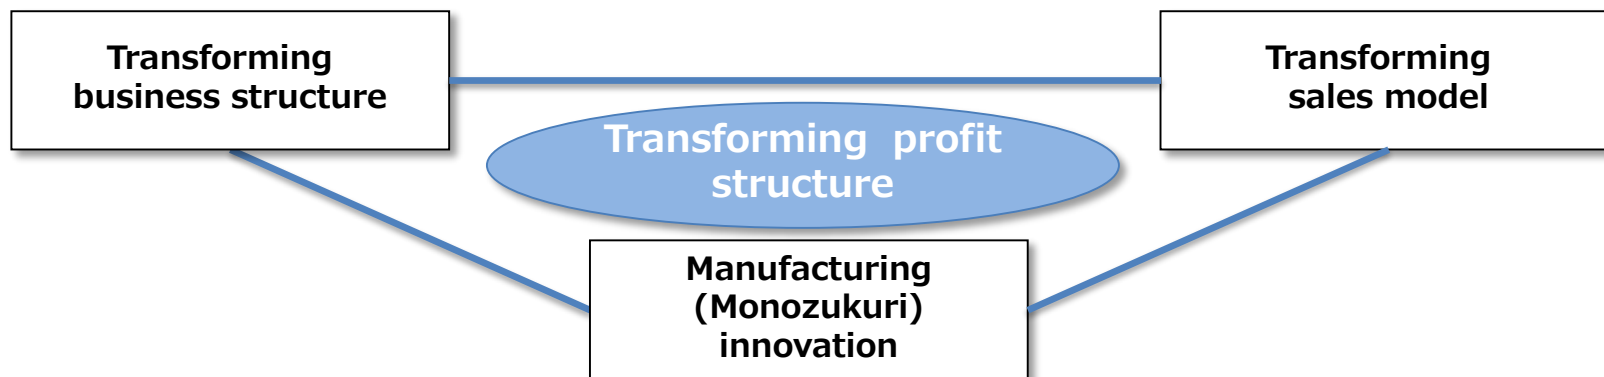 Transforming
business structure
Transforming
sales model
Transforming profit
structure
Manufacturing
(Monozukuri)
innovation